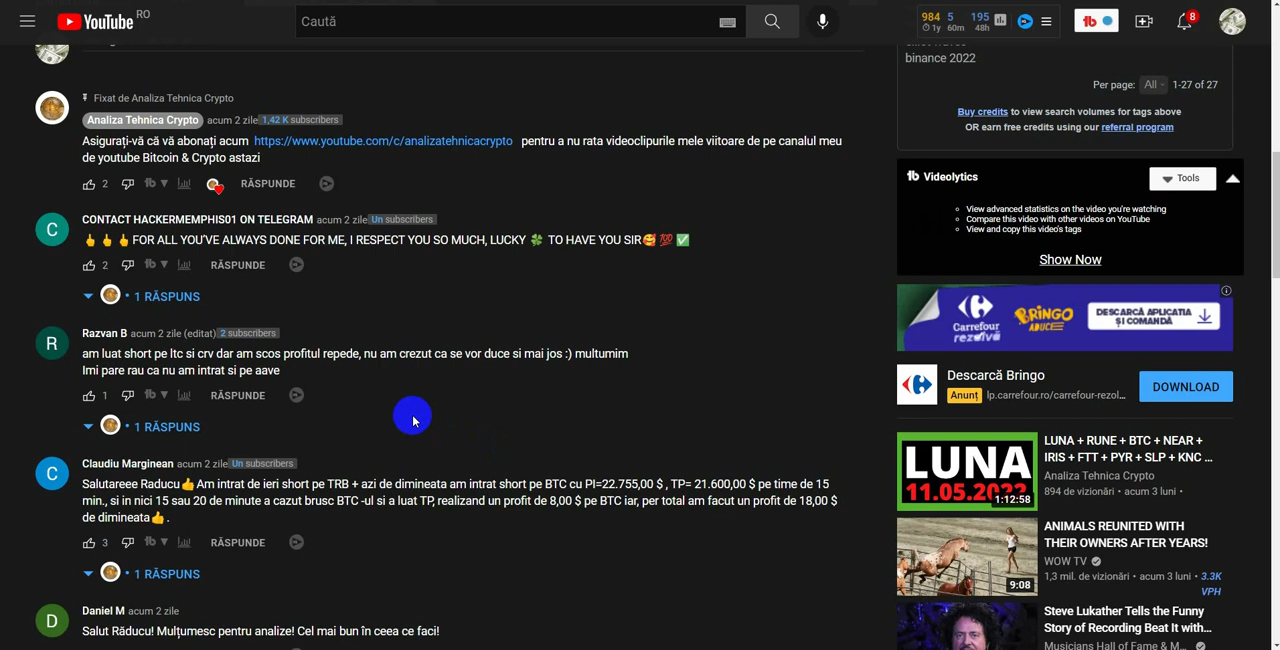 YouTube RO
Caută
984 5 195
1y 60m 48h
8
binance 2022
Per page: All 1-27 of 27
Buy credits to view search volumes for tags above
OR earn free credits using our referral program
Fixat de Analiza Tehnica Crypto
Analiza Tehnica Crypto acum 2 zile 1,42 K subscribers
Asigurați-vă că vă abonați acum https://www.youtube.com/c/analizatehnicacrypto pentru a nu rata videoclipurile mele viitoare de pe canalul meu
de youtube Bitcoin & Crypto astazi
2 RĂSPUNDE
C
CONTACT HACKERMEMPHIS01 ON TELEGRAM acum 2 zile Un subscribers
👆👆👆FOR ALL YOU'VE ALWAYS DONE FOR ME, I RESPECT YOU SO MUCH, LUCKY 🍀 TO HAVE YOU SIR🥰💯✅
2 RĂSPUNDE
• 1 RĂSPUNS
R
Razvan B acum 2 zile (editat) 2 subscribers
am luat short pe ltc si crv dar am scos profitul repede, nu am crezut ca se vor duce si mai jos :) multumim
Imi pare rau ca nu am intrat si pe aave
1 RĂSPUNDE
• 1 RĂSPUNS
C
Claudiu Marginean acum 2 zile Un subscribers
Salutareee Raducu👍Am intrat de ieri short pe TRB + azi de dimineata am intrat short pe BTC cu PI=22.755,00 $ , TP= 21.600,00 $ pe time de 15
min., si in nici 15 sau 20 de minute a cazut brusc BTC -ul si a luat TP, realizand un profit de 8,00 $ pe BTC iar, per total am facut un profit de 18,00 $
de dimineata👍.
3 RĂSPUNDE
• 1 RĂSPUNS
D
Daniel M acum 2 zile
Salut Răducu! Mulțumesc pentru analize! Cel mai bun în ceea ce faci!
tb Videolytics Tools
View advanced statistics on the video you're watching
Compare this video with other videos on YouTube
View and copy this video's tags
Show Now
Carrefour
rezolvă
BRINGO
ADUCE
DESCARCĂ APLICAȚIA
ȘI COMANDĂ
Descarcă Bringo
Anunț lp.carrefour.ro/carrefour-rezol...
DOWNLOAD
LUNA
11.05.2022
1:12:58
LUNA + RUNE + BTC + NEAR +
IRIS + FTT + PYR + SLP + KNC ...
Analiza Tehnica Crypto
894 de vizionări • acum 3 luni •
9:08
ANIMALS REUNITED WITH
THEIR OWNERS AFTER YEARS!
WOW TV
1,3 mil. de vizionări • acum 3 luni • 3.3K
VPH
Steve Lukather Tells the Funny
Story of Recording Beat It with...
Musicians Hall of Fame & M...